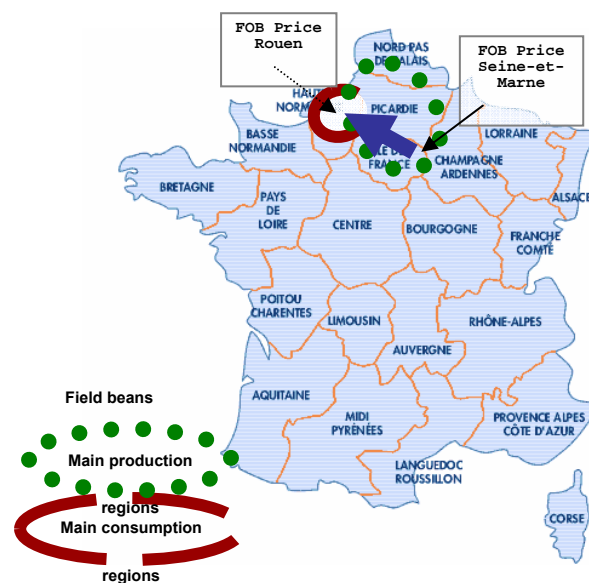 FOB Price
Rouen
FOB Price
Seine-et-
Marne
NORD PAS
DE CALAIS
HAUTE
NORM
PICARDIE
BASSE
NORMANDIE
LORRAINE
ÎLE DE
FRANCE
CHAMPAGNE
ARDENNES
ALSACE
BRETAGNE
PAYS
DE
LOIRE
CENTRE
BOURGOGNE
FRANCHE
COMTÉ
POITOU
CHARENTES
LIMOUSIN
RHÔNE-ALPES
AUVERGNE
AQUITAINE
MIDI
PYRÉNÉES
PROVENCE ALPES
CÔTE D'AZUR
LANGUEDOC
ROUSSILLON
CORSE
Field beans
Main production
regions
Main consumption
regions